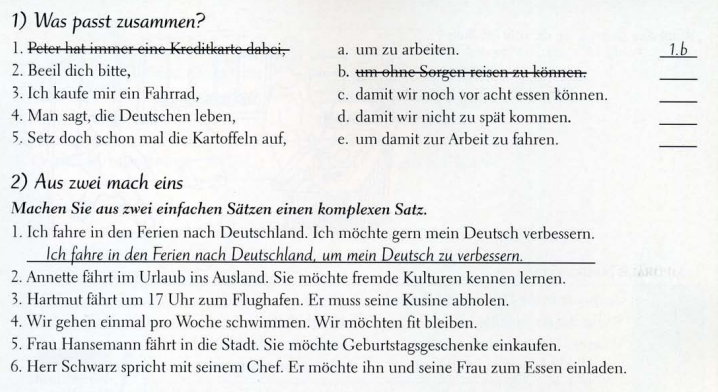 1) Was passt zusammen?
1. Peter hat immer eine Kreditkarte dabei, a. um zu arbeiten. 1.b
2. Beeil dich bitte, b. um ohne Sorgen reisen zu können.
3. Ich kaufe mir ein Fahrrad, c. damit wir noch vor acht essen können.
4. Man sagt, die Deutschen leben, d. damit wir nicht zu spät kommen.
5. Setz doch schon mal die Kartoffeln auf, e. um damit zur Arbeit zu fahren.
2) Aus zwei mach eins
Machen Sie aus zwei einfachen Sätzen einen komplexen Satz.
1. Ich fahre in den Ferien nach Deutschland. Ich möchte gern mein Deutsch verbessern.
Ich fahre in den Ferien nach Deutschland, um mein Deutsch zu verbessern.
2. Annette fährt im Urlaub ins Ausland. Sie möchte fremde Kulturen kennen lernen.
3. Hartmut fährt um 17 Uhr zum Flughafen. Er muss seine Kusine abholen.
4. Wir gehen einmal pro Woche schwimmen. Wir möchten fit bleiben.
5. Frau Hansemann fährt in die Stadt. Sie möchte Geburtstagsgeschenke einkaufen.
6. Herr Schwarz spricht mit seinem Chef. Er möchte ihn und seine Frau zum Essen einladen.